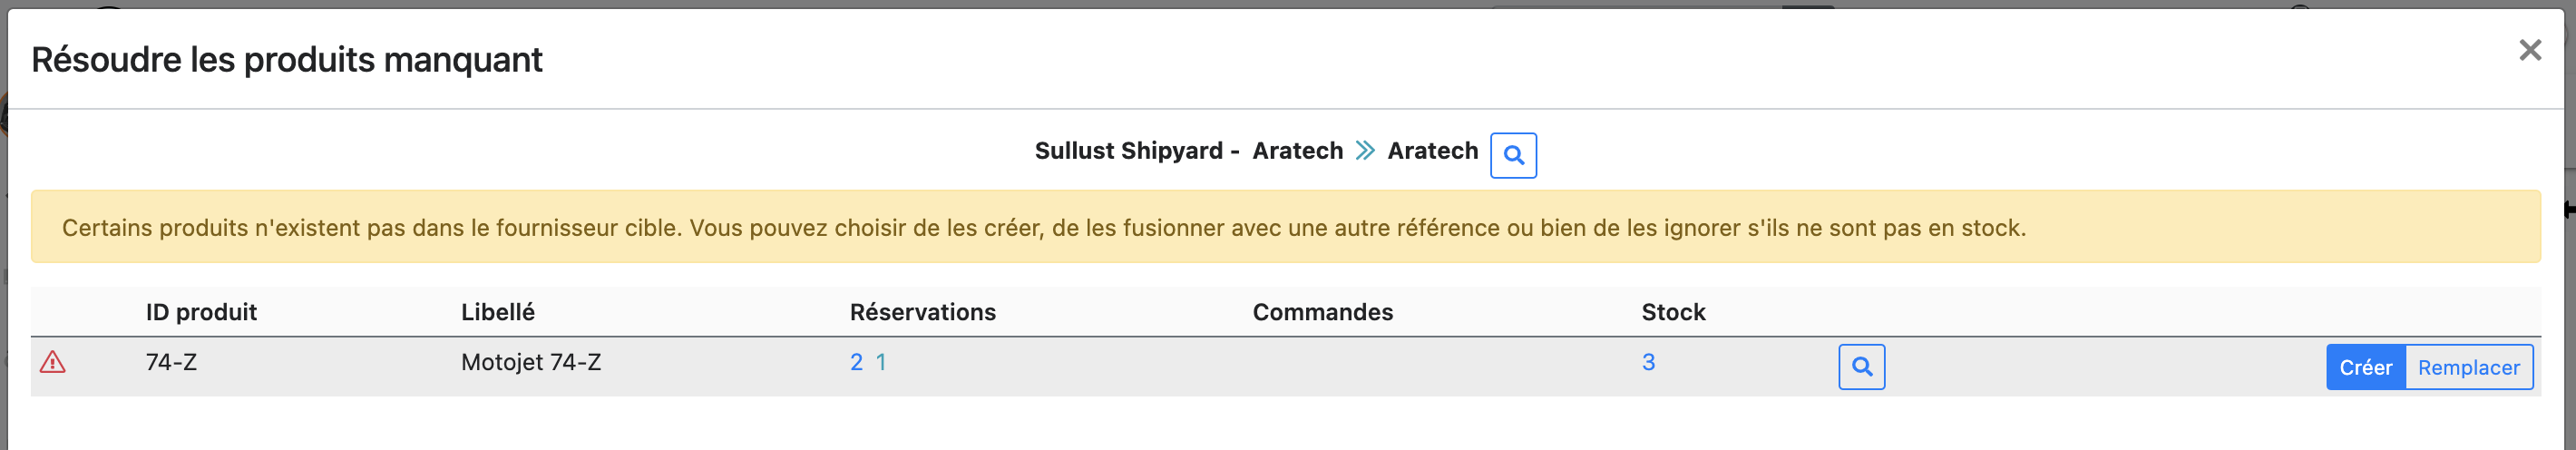 Résoudre les produits manquant
×
Sullust Shipyard - Aratech » Aratech
Certains produits n'existent pas dans le fournisseur cible. Vous pouvez choisir de les créer, de les fusionner avec une autre référence ou bien de les ignorer s'ils ne sont pas en stock.
ID produit Libellé Réservations Commandes Stock
74-Z Motojet 74-Z 2 1 3 Créer Remplacer